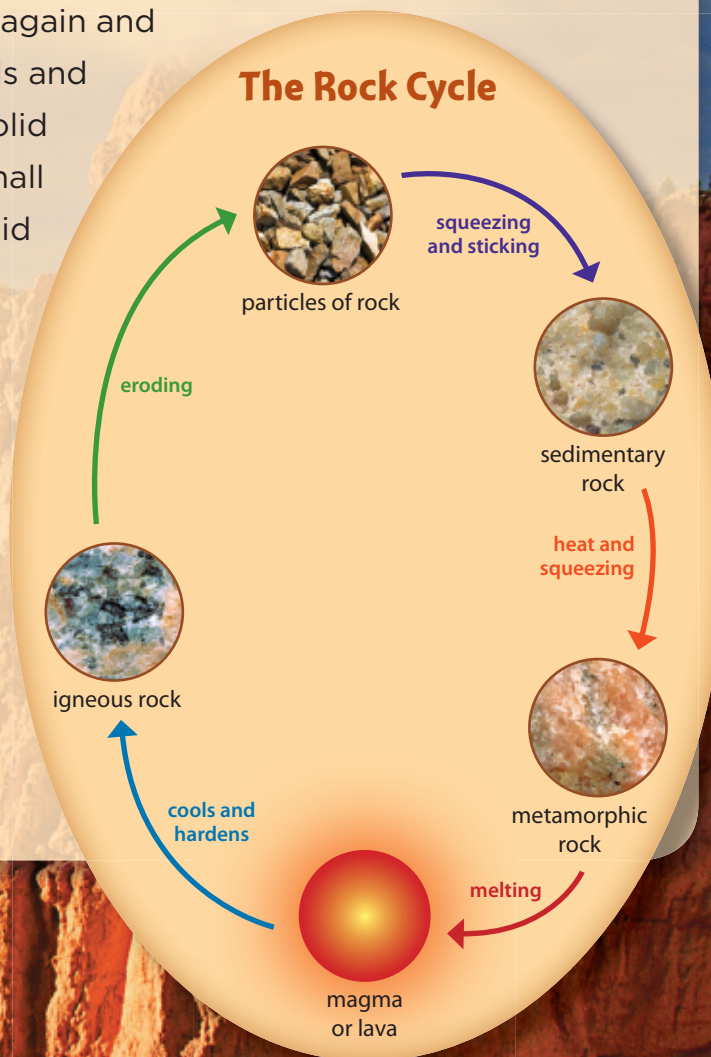 again and
s and
olid
nall
id
The Rock Cycle
particles of rock
squeezing
and sticking
sedimentary
rock
heat and
squeezing
metamorphic
rock
melting
magma
or lava
cools and
hardens
igneous rock
eroding